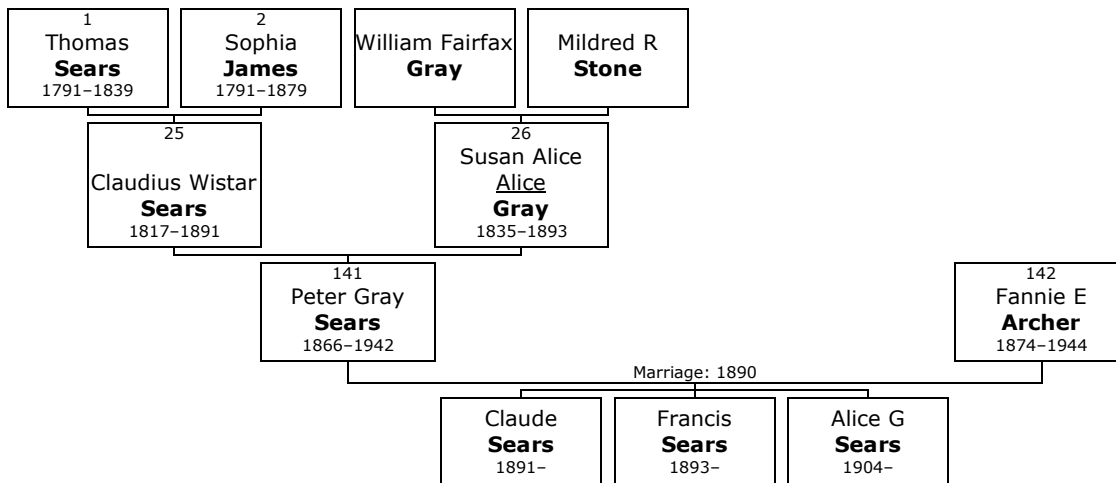 1
Thomas
Sears
1791–1839
2
Sophia
James
1791–1879
William Fairfax
Gray
Mildred R
Stone
25
Claudius Wistar
Sears
1817–1891
26
Susan Alice
Alice
Gray
1835–1893
141
Peter Gray
Sears
1866–1942
142
Fannie E
Archer
1874–1944
Marriage: 1890
Claude
Sears
1891–
Francis
Sears
1893–
Alice G
Sears
1904–